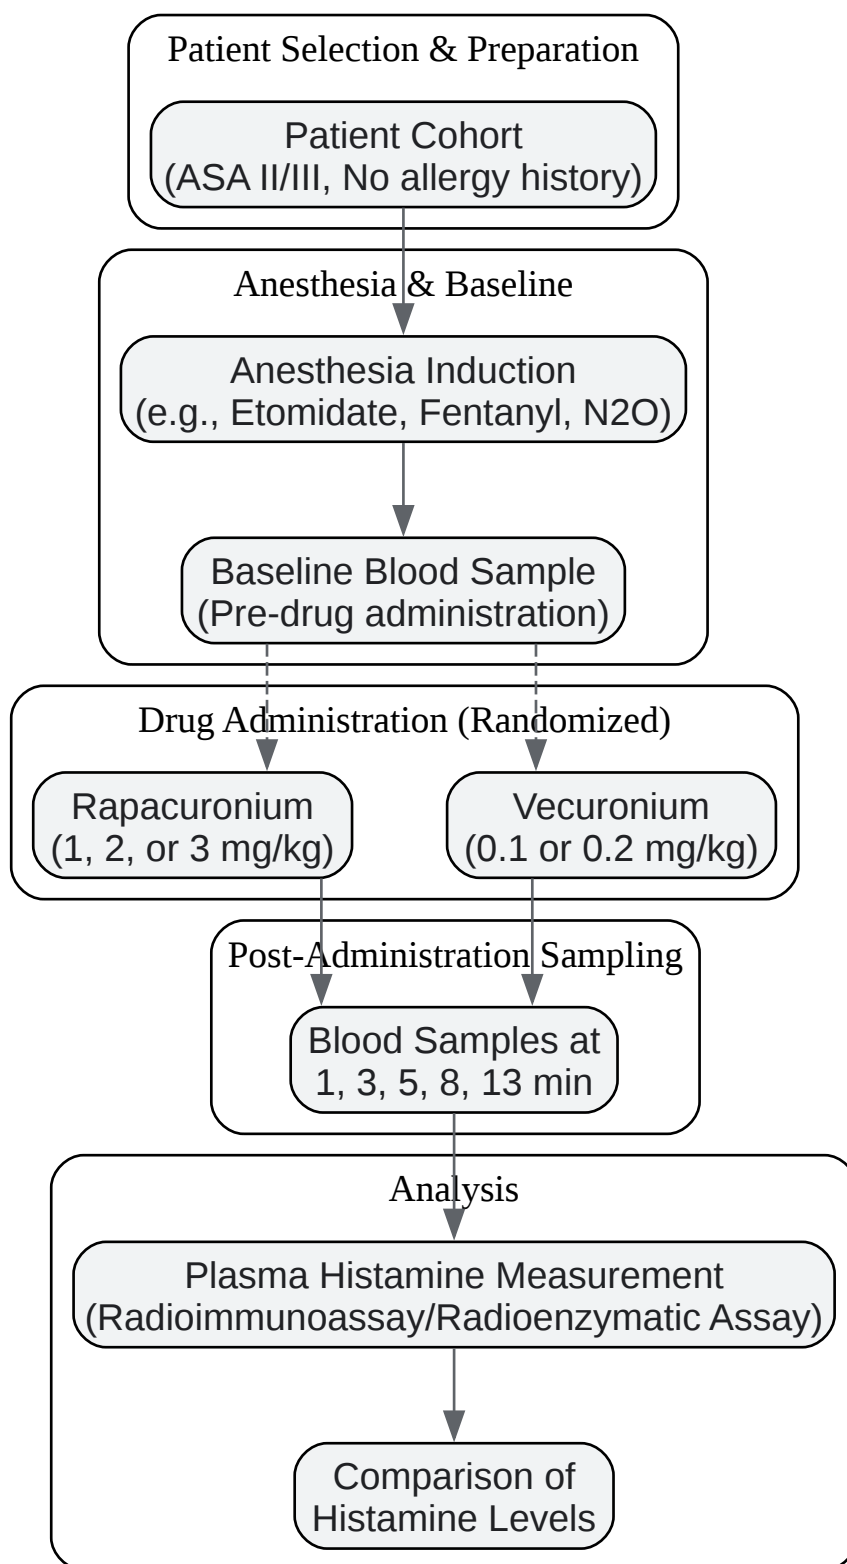 Patient Selection & Preparation
Patient Cohort
(ASA II/III, No allergy history)
Anesthesia & Baseline
Anesthesia Induction
(e.g., Etomidate, Fentanyl, N2O)
Baseline Blood Sample
(Pre-drug administration)
Drug Administration (Randomized)
Rapacuronium
(1, 2, or 3 mg/kg)
Vecuronium
(0.1 or 0.2 mg/kg)
Post-Administration Sampling
Blood Samples at
1, 3, 5, 8, 13 min
Analysis
Plasma Histamine Measurement
(Radioimmunoassay/Radioenzymatic Assay)
Comparison of
Histamine Levels